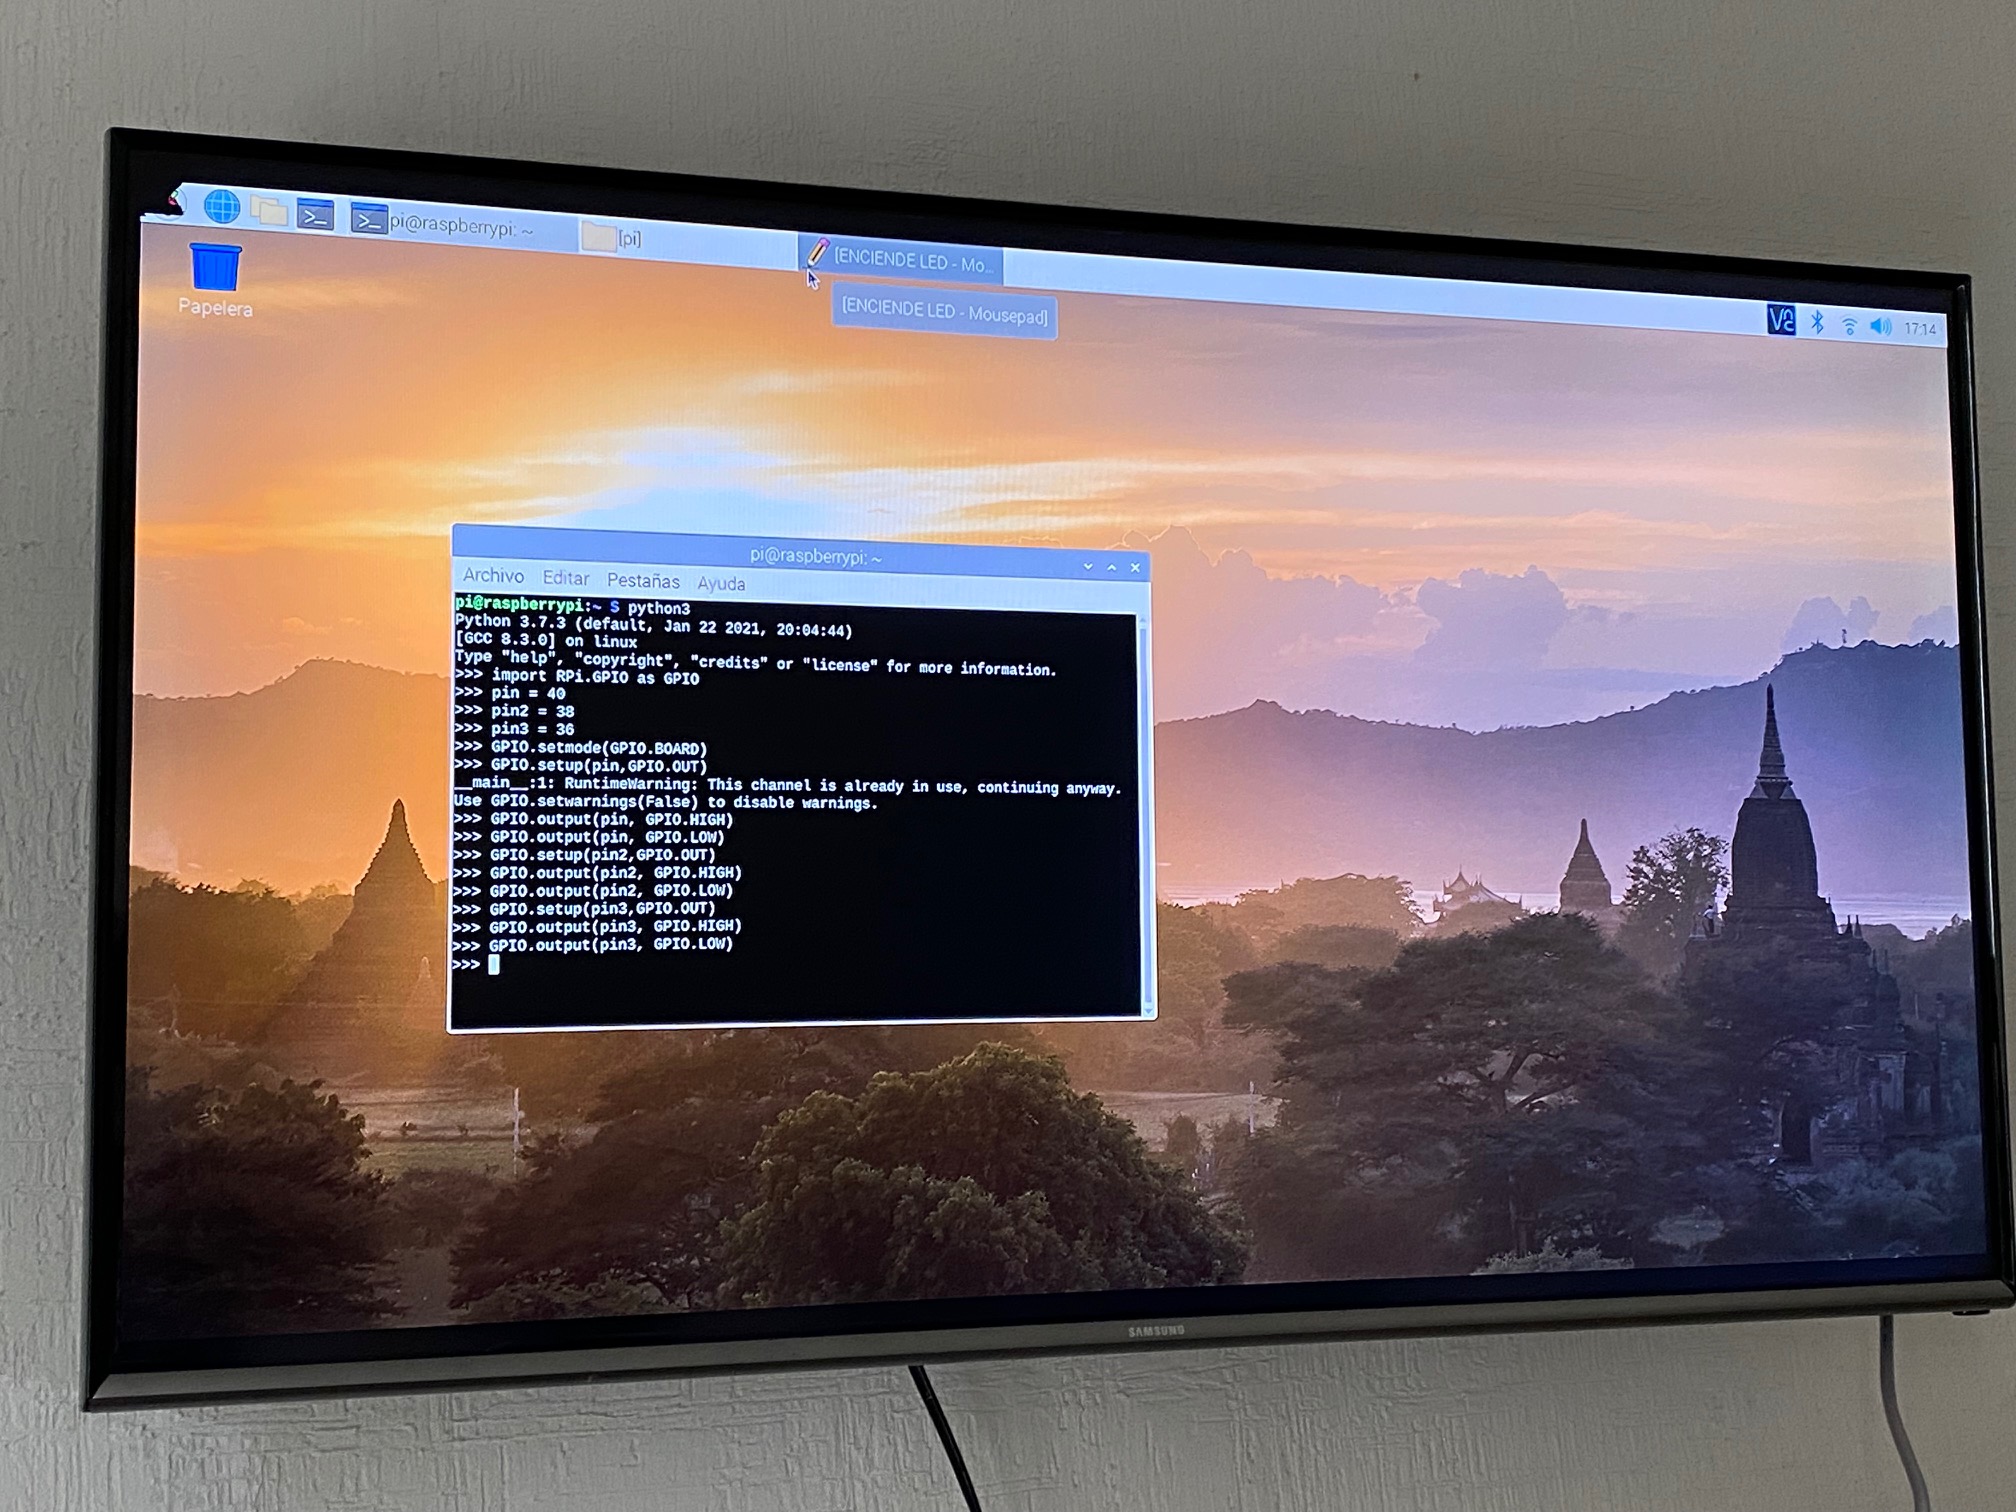 pi@raspberrypi: ~
[pi]
[ENCIENDE LED - Mo...
[ENCIENDE LED - Mousepad]
VNC
17:14
Papelera
pi@raspberrypi: ~
Archivo Editar Pestañas Ayuda
pi@raspberrypi:~ $ python3
Python 3.7.3 (default, Jan 22 2021, 20:04:44)
[GCC 8.3.0] on linux
Type "help", "copyright", "credits" or "license" for more information.
>>> import RPi.GPIO as GPIO
>>> pin = 40
>>> pin2 = 38
>>> pin3 = 36
>>> GPIO.setmode(GPIO.BOARD)
>>> GPIO.setup(pin,GPIO.OUT)
__main__:1: RuntimeWarning: This channel is already in use, continuing anyway.
Use GPIO.setwarnings(False) to disable warnings.
>>> GPIO.output(pin, GPIO.HIGH)
>>> GPIO.output(pin, GPIO.LOW)
>>> GPIO.setup(pin2,GPIO.OUT)
>>> GPIO.output(pin2, GPIO.HIGH)
>>> GPIO.output(pin2, GPIO.LOW)
>>> GPIO.setup(pin3,GPIO.OUT)
>>> GPIO.output(pin3, GPIO.HIGH)
>>> GPIO.output(pin3, GPIO.LOW)
>>>
SAMSUNG